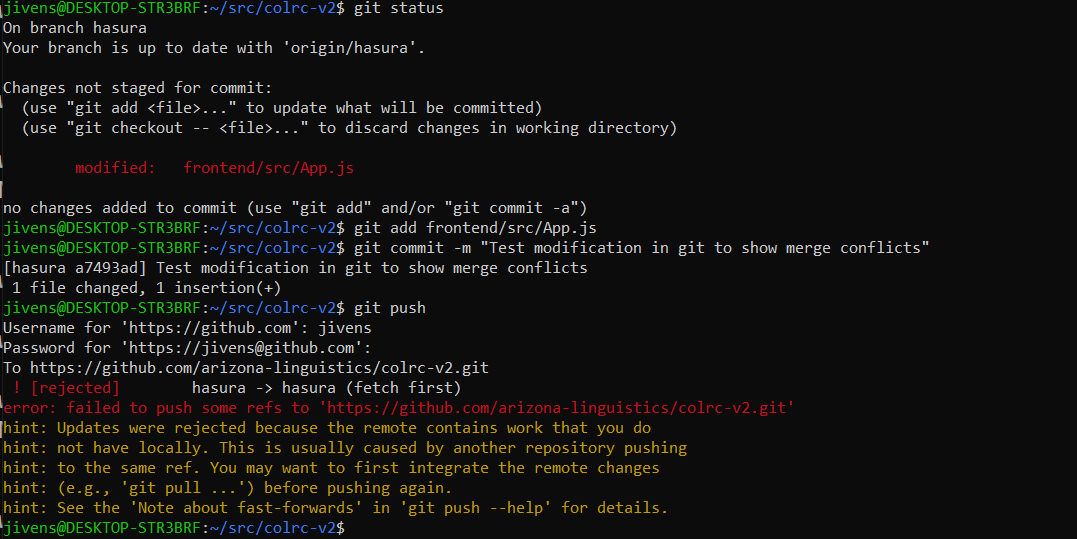 jivens@DESKTOP-STR3BRF:~/src/colrc-v2$ git status
On branch hasura
Your branch is up to date with 'origin/hasura'.
Changes not staged for commit:
  (use "git add <file>..." to update what will be committed)
  (use "git checkout -- <file>..." to discard changes in working directory)
        modified:   frontend/src/App.js
no changes added to commit (use "git add" and/or "git commit -a")
jivens@DESKTOP-STR3BRF:~/src/colrc-v2$ git add frontend/src/App.js
jivens@DESKTOP-STR3BRF:~/src/colrc-v2$ git commit -m "Test modification in git to show merge conflicts"
[hasura a7493ad] Test modification in git to show merge conflicts
 1 file changed, 1 insertion(+)
jivens@DESKTOP-STR3BRF:~/src/colrc-v2$ git push
Username for 'https://github.com': jivens
Password for 'https://jivens@github.com':
To https://github.com/arizona-linguistics/colrc-v2.git
 ! [rejected]        hasura -> hasura (fetch first)
error: failed to push some refs to 'https://github.com/arizona-linguistics/colrc-v2.git'
hint: Updates were rejected because the remote contains work that you do
hint: not have locally. This is usually caused by another repository pushing
hint: to the same ref. You may want to first integrate the remote changes
hint: (e.g., 'git pull ...') before pushing again.
hint: See the 'Note about fast-forwards' in 'git push --help' for details.
jivens@DESKTOP-STR3BRF:~/src/colrc-v2$